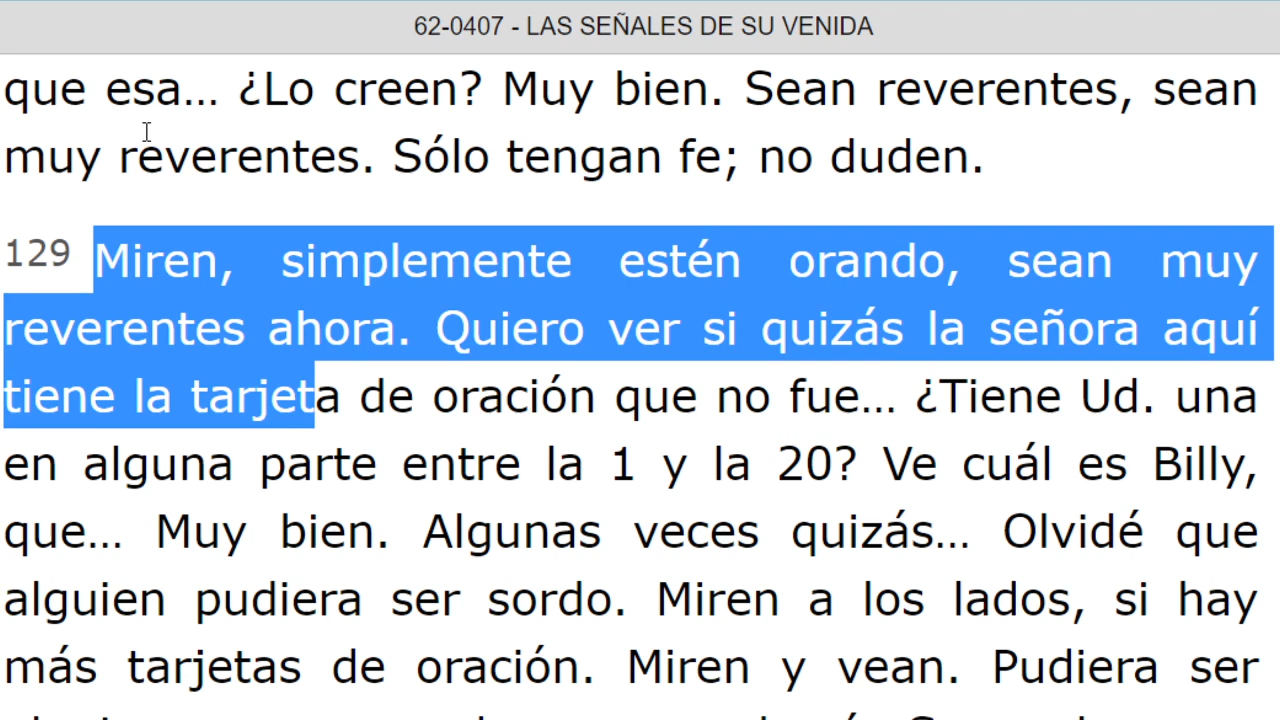 62-0407 - LAS SEÑALES DE SU VENIDA
que esa... ¿Lo creen? Muy bien. Sean reverentes, sean
muy reverentes. Sólo tengan fe; no duden.
129 Miren, simplemente estén orando, sean muy
reverentes ahora. Quiero ver si quizás la señora aquí
tiene la tarjeta de oración que no fue... ¿Tiene Ud. una
en alguna parte entre la 1 y la 20? Ve cuál es Billy,
que... Muy bien. Algunas veces quizás... Olvidé que
alguien pudiera ser sordo. Miren a los lados, si hay
más tarjetas de oración. Miren y vean. Pudiera ser